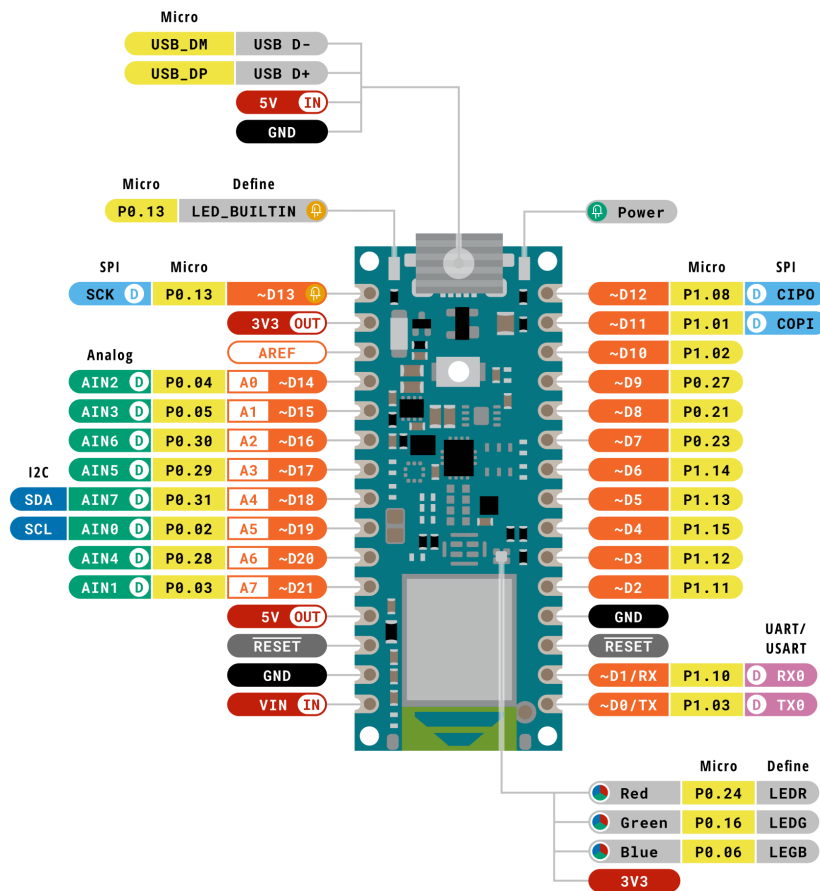 Micro
USB_DM USB D-
USB_DP USB D+
5V IN
GND
Micro Define
P0.13 LED_BUILTIN
Power
SPI Micro
Micro SPI
SCK D P0.13 ~D13
~D12 P1.08 D CIPO
3V3 OUT
~D11 P1.01 D COPI
AREF
~D10 P1.02
Analog
AIN2 D P0.04 A0 ~D14
~D9 P0.27
AIN3 D P0.05 A1 ~D15
~D8 P0.21
AIN6 D P0.30 A2 ~D16
~D7 P0.23
I2C
AIN5 D P0.29 A3 ~D17
~D6 P1.14
SDA AIN7 D P0.31 A4 ~D18
~D5 P1.13
SCL AIN0 D P0.02 A5 ~D19
~D4 P1.15
AIN4 D P0.28 A6 ~D20
~D3 P1.12
AIN1 D P0.03 A7 ~D21
~D2 P1.11
5V OUT
GND
RESET
RESET
UART/
USART
GND
~D1/RX P1.10 D RX0
VIN IN
~D0/TX P1.03 D TX0
Micro Define
Red P0.24 LEDR
Green P0.16 LEDG
Blue P0.06 LEGB
3V3